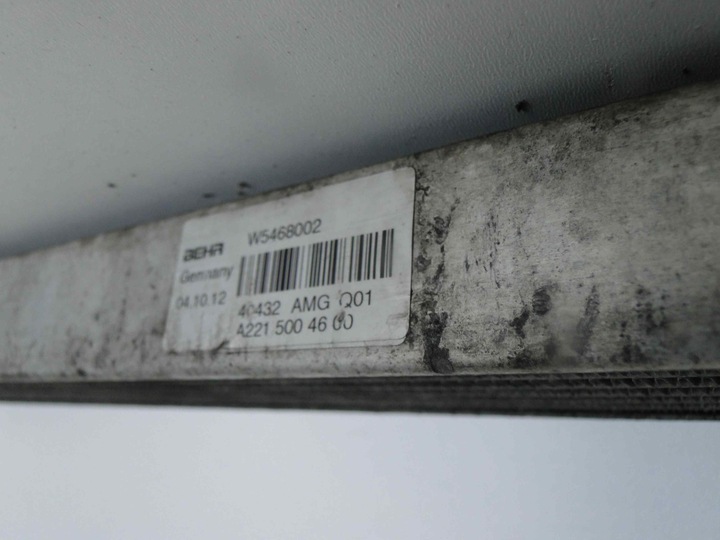 BEHR W5468002
Germany
04.10.12
40432 AMG Q01
A221 500 46 00